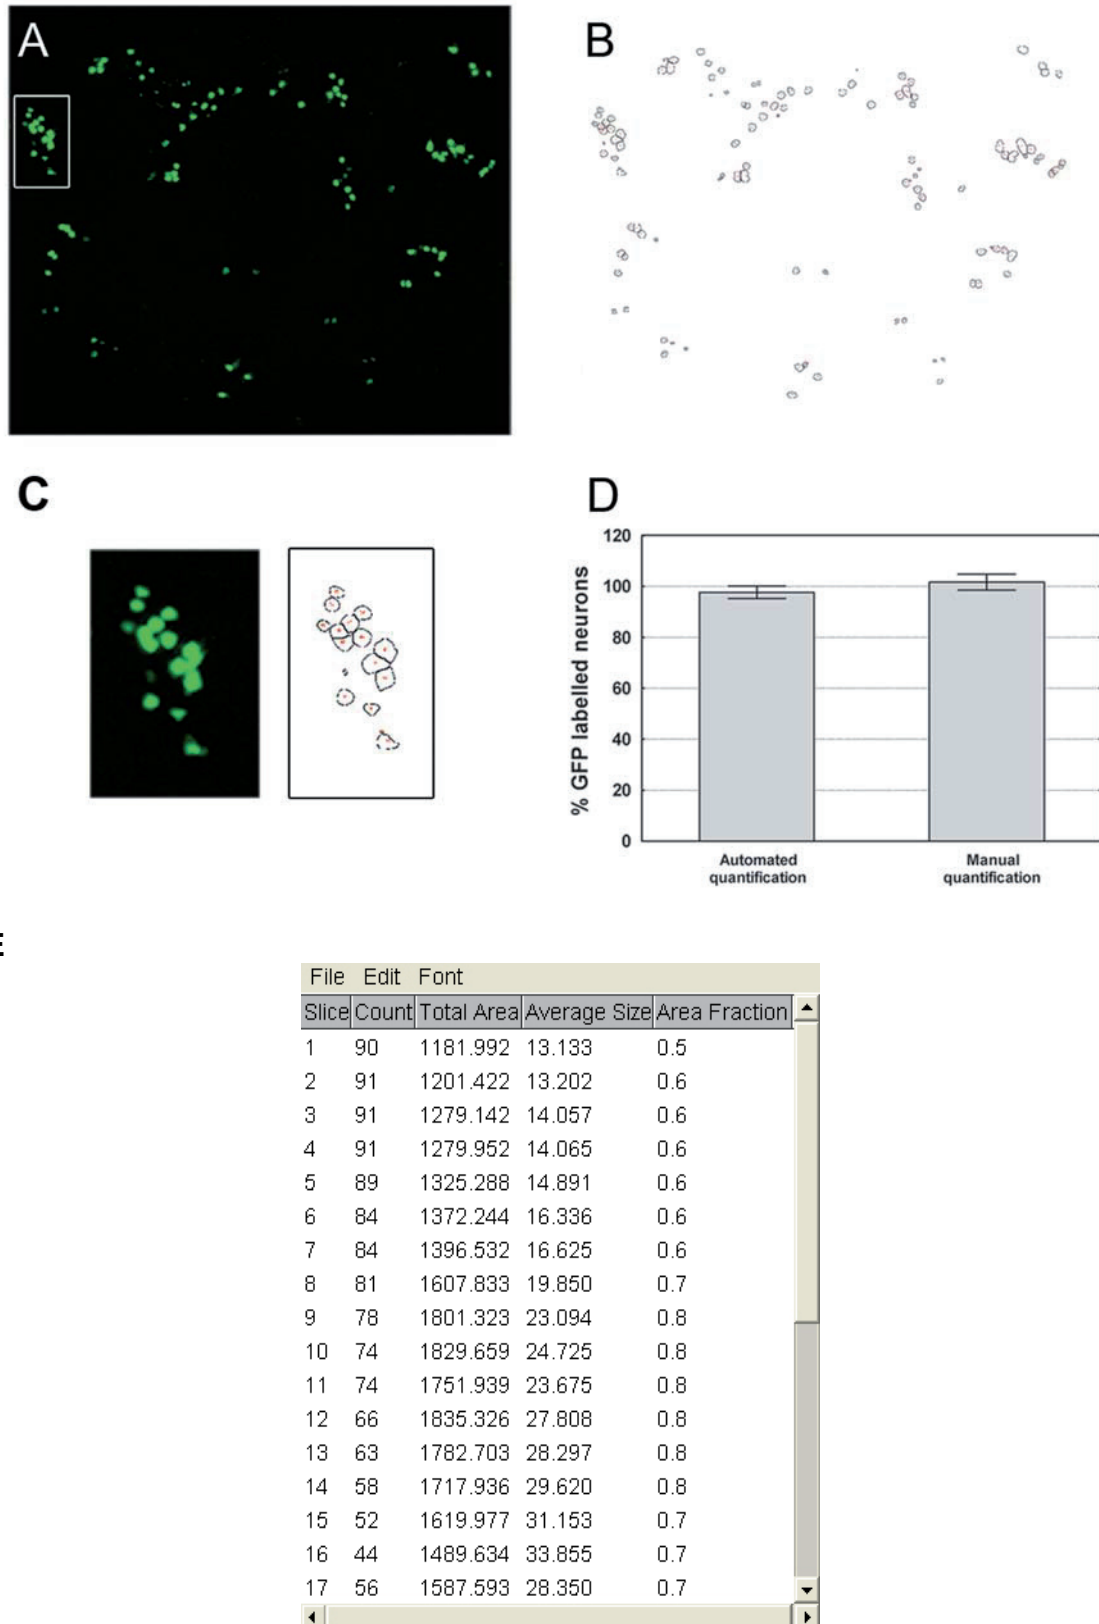 A
B
C
D
120
100
80
60
40
20
0
% GFP labelled neurons
Automated
quantification
Manual
quantification
E
File Edit Font
Slice Count Total Area Average Size Area Fraction
1 90 1181.992 13.133 0.5
2 91 1201.422 13.202 0.6
3 91 1279.142 14.057 0.6
4 91 1279.952 14.065 0.6
5 89 1325.288 14.891 0.6
6 84 1372.244 16.336 0.6
7 84 1396.532 16.625 0.6
8 81 1607.833 19.850 0.7
9 78 1801.323 23.094 0.8
10 74 1829.659 24.725 0.8
11 74 1751.939 23.675 0.8
12 66 1835.326 27.808 0.8
13 63 1782.703 28.297 0.8
14 58 1717.936 29.620 0.8
15 52 1619.977 31.153 0.7
16 44 1489.634 33.855 0.7
17 56 1587.593 28.350 0.7